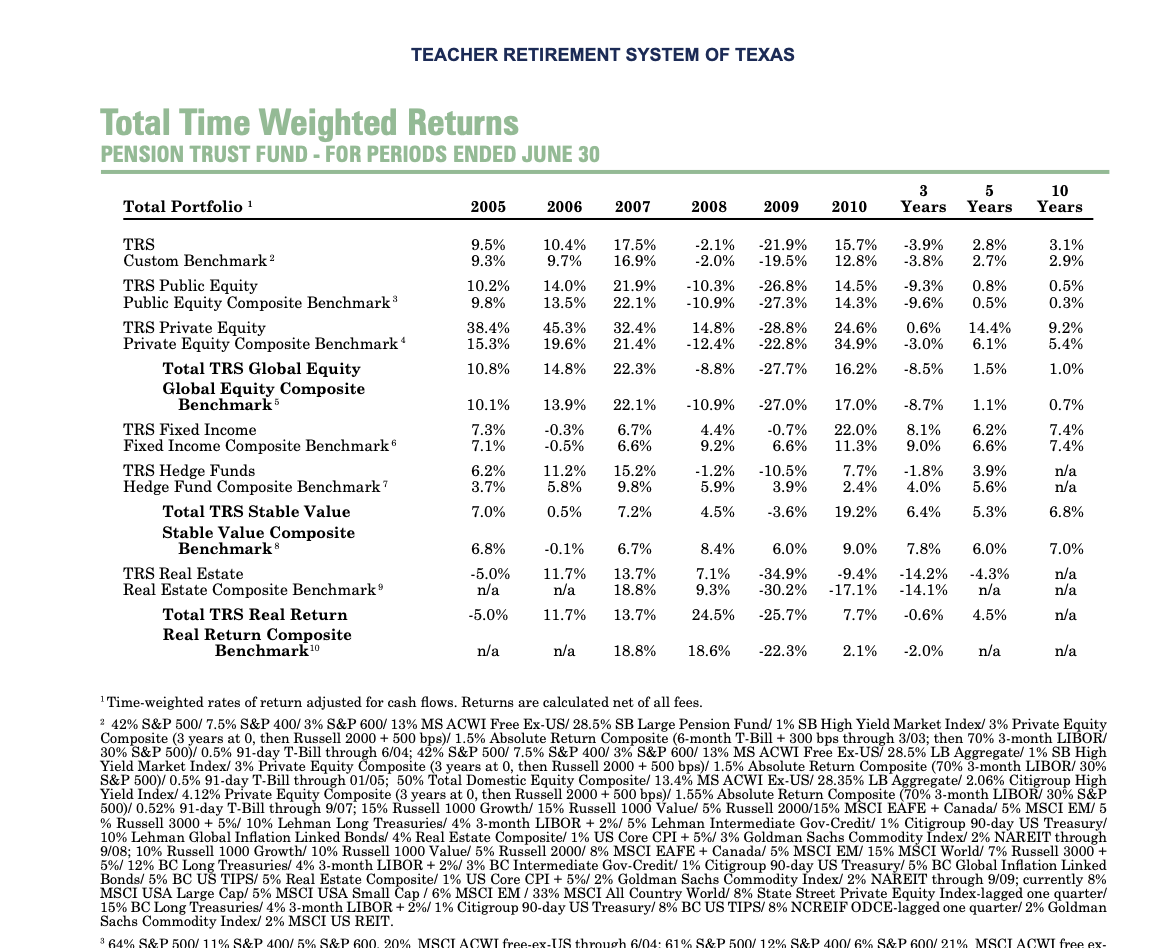 TEACHER RETIREMENT SYSTEM OF TEXAS
Total Time Weighted Returns
PENSION TRUST FUND - FOR PERIODS ENDED JUNE 30
3 5 10
Total Portfolio 1 2005 2006 2007 2008 2009 2010 Years Years Years
TRS 9.5% 10.4% 17.5% -2.1% -21.9% 15.7% -3.9% 2.8% 3.1%
Custom Benchmark 2 9.3% 9.7% 16.9% -2.0% -19.5% 12.8% -3.8% 2.7% 2.9%
TRS Public Equity 10.2% 14.0% 21.9% -10.3% -26.8% 14.5% -9.3% 0.8% 0.5%
Public Equity Composite Benchmark 3 9.8% 13.5% 22.1% -10.9% -27.3% 14.3% -9.6% 0.5% 0.3%
TRS Private Equity 38.4% 45.3% 32.4% 14.8% -28.8% 24.6% 0.6% 14.4% 9.2%
Private Equity Composite Benchmark 4 15.3% 19.6% 21.4% -12.4% -22.8% 34.9% -3.0% 6.1% 5.4%
Total TRS Global Equity 10.8% 14.8% 22.3% -8.8% -27.7% 16.2% -8.5% 1.5% 1.0%
Global Equity Composite
Benchmark 5 10.1% 13.9% 22.1% -10.9% -27.0% 17.0% -8.7% 1.1% 0.7%
TRS Fixed Income 7.3% -0.3% 6.7% 4.4% -0.7% 22.0% 8.1% 6.2% 7.4%
Fixed Income Composite Benchmark 6 7.1% -0.5% 6.6% 9.2% 6.6% 11.3% 9.0% 6.6% 7.4%
TRS Hedge Funds 6.2% 11.2% 15.2% -1.2% -10.5% 7.7% -1.8% 3.9% n/a
Hedge Fund Composite Benchmark 7 3.7% 5.8% 9.8% 5.9% 3.9% 2.4% 4.0% 5.6% n/a
Total TRS Stable Value 7.0% 0.5% 7.2% 4.5% -3.6% 19.2% 6.4% 5.3% 6.8%
Stable Value Composite
Benchmark 8 6.8% -0.1% 6.7% 8.4% 6.0% 9.0% 7.8% 6.0% 7.0%
TRS Real Estate -5.0% 11.7% 13.7% 7.1% -34.9% -9.4% -14.2% -4.3% n/a
Real Estate Composite Benchmark 9 n/a n/a 18.8% 9.3% -30.2% -17.1% -14.1% n/a n/a
Total TRS Real Return -5.0% 11.7% 13.7% 24.5% -25.7% 7.7% -0.6% 4.5% n/a
Real Return Composite
Benchmark 10 n/a n/a 18.8% 18.6% -22.3% 2.1% -2.0% n/a n/a
1 Time-weighted rates of return adjusted for cash flows. Returns are calculated net of all fees.
2 42% S&P 500/ 7.5% S&P 400/ 3% S&P 600/ 13% MS ACWI Free Ex-US/ 28.5% SB Large Pension Fund/ 1% SB High Yield Market Index/ 3% Private Equity
Composite (3 years at 0, then Russell 2000 + 500 bps)/ 1.5% Absolute Return Composite (6-month T-Bill + 300 bps through 3/03; then 70% 3-month LIBOR/
30% S&P 500)/ 0.5% 91-day T-Bill through 6/04; 42% S&P 500/ 7.5% S&P 400/ 3% S&P 600/ 13% MS ACWI Free Ex-US/ 28.5% LB Aggregate/ 1% SB High
Yield Market Index/ 3% Private Equity Composite (3 years at 0, then Russell 2000 + 500 bps)/ 1.5% Absolute Return Composite (70% 3-month LIBOR/ 30%
S&P 500)/ 0.5% 91-day T-Bill through 01/05; 50% Total Domestic Equity Composite/ 13.4% MS ACWI Ex-US/ 28.35% LB Aggregate/ 2.06% Citigroup High
Yield Index/ 4.12% Private Equity Composite (3 years at 0, then Russell 2000 + 500 bps)/ 1.55% Absolute Return Composite (70% 3-month LIBOR/ 30% S&P
500)/ 0.52% 91-day T-Bill through 9/07; 15% Russell 1000 Growth/ 15% Russell 1000 Value/ 5% Russell 2000/15% MSCI EAFE + Canada/ 5% MSCI EM/ 5
% Russell 3000 + 5%/ 10% Lehman Long Treasuries/ 4% 3-month LIBOR + 2%/ 5% Lehman Intermediate Gov-Credit/ 1% Citigroup 90-day US Treasury/
10% Lehman Global Inflation Linked Bonds/ 4% Real Estate Composite/ 1% US Core CPI + 5%/ 3% Goldman Sachs Commodity Index/ 2% NAREIT through
9/08; 10% Russell 1000 Growth/ 10% Russell 1000 Value/ 5% Russell 2000/ 8% MSCI EAFE + Canada/ 5% MSCI EM/ 15% MSCI World/ 7% Russell 3000 +
5%/ 12% BC Long Treasuries/ 4% 3-month LIBOR + 2%/ 3% BC Intermediate Gov-Credit/ 1% Citigroup 90-day US Treasury/ 5% BC Global Inflation Linked
Bonds/ 5% BC US TIPS/ 5% Real Estate Composite/ 1% US Core CPI + 5%/ 2% Goldman Sachs Commodity Index/ 2% NAREIT through 9/09; currently 8%
MSCI USA Large Cap/ 5% MSCI USA Small Cap / 6% MSCI EM / 33% MSCI All Country World/ 8% State Street Private Equity Index-lagged one quarter/
15% BC Long Treasuries/ 4% 3-month LIBOR + 2%/ 1% Citigroup 90-day US Treasury/ 8% BC US TIPS/ 8% NCREIF ODCE-lagged one quarter/ 2% Goldman
Sachs Commodity Index/ 2% MSCI US REIT.
3 64% S&P 500/ 11% S&P 400/ 5% S&P 600, 20% MSCI ACWI free-ex-US through 6/04; 61% S&P 500/ 12% S&P 400/ 6% S&P 600/ 21% MSCI ACWI free ex-